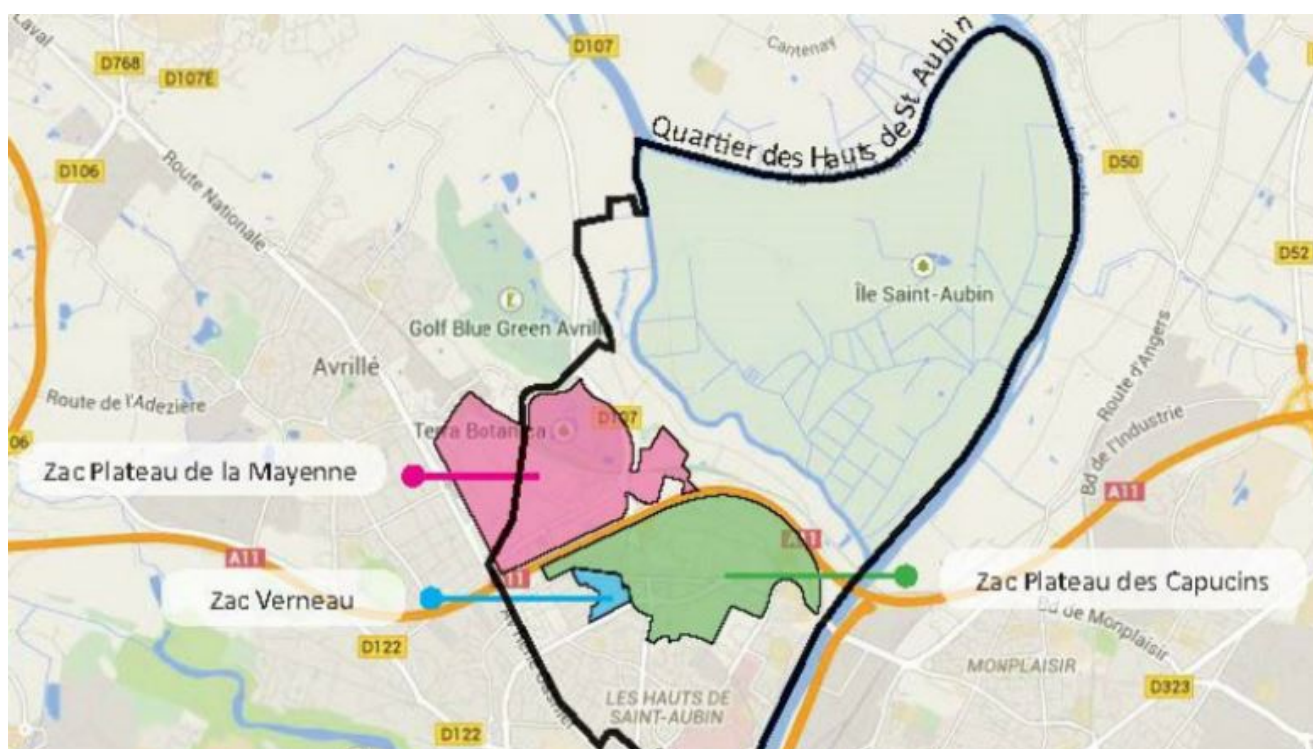 Laval
D107
Cantenay
Quartier des Hauts de St Aubin
D768
D107E
D50
D106
Route Nationale
D52
Île Saint-Aubin
Golf Blue Green Avrillé
Avrillé
Route d'Angers
Route de l'Adezière
Bd de l'Industrie
D107
Terra Botanica
06
Zac Plateau de la Mayenne
A11
A11
A11
11
Zac Plateau des Capucins
Zac Verneau
Bd de Monplaisir
D122
MONPLAISIR
D323
LES HAUTS DE
SAINT-AUBIN
D122